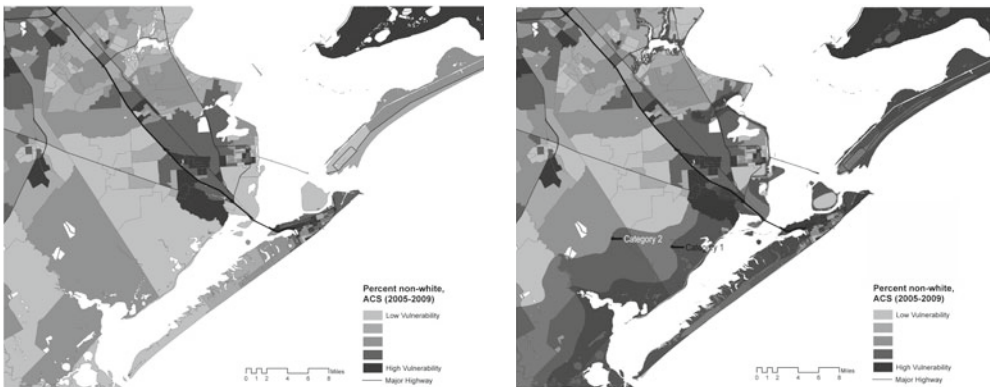 Percent non-white,
ACS (2005-2009)
Low Vulnerability
High Vulnerability
Major Highway
Miles
0 1 2 4 6 8
Category 2
Category 1
Percent non-white,
ACS (2005-2009)
Low Vulnerability
High Vulnerability
Major Highway
Miles
0 1 2 4 6 8